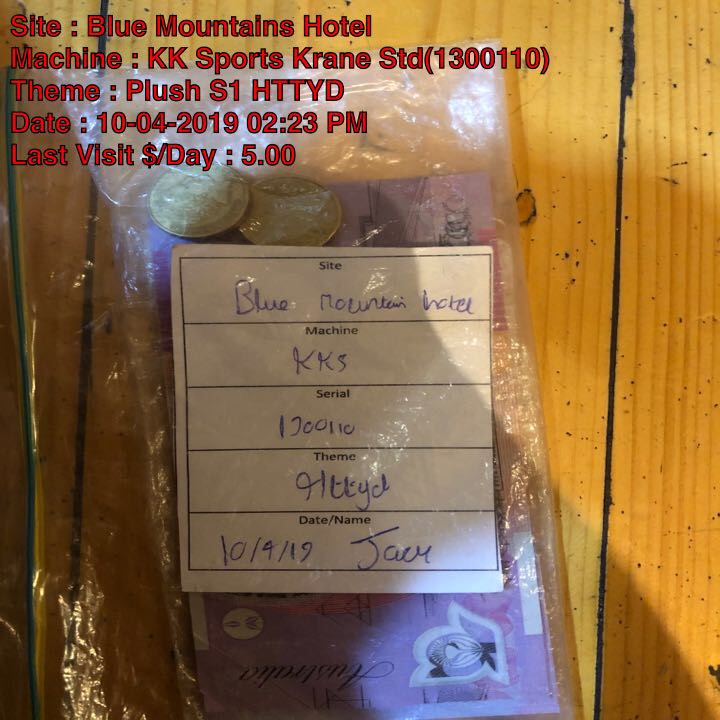 Site : Blue Mountains Hotel
Machine : KK Sports Krane Std(1300110)
Theme : Plush S1 HTTYD
Date : 10-04-2019 02:23 PM
Last Visit $/Day : 5.00
Site
Blue Mountain hotel
Machine
KKS
Serial
1300110
Theme
Httyd
Date/Name
10/4/19
Australia